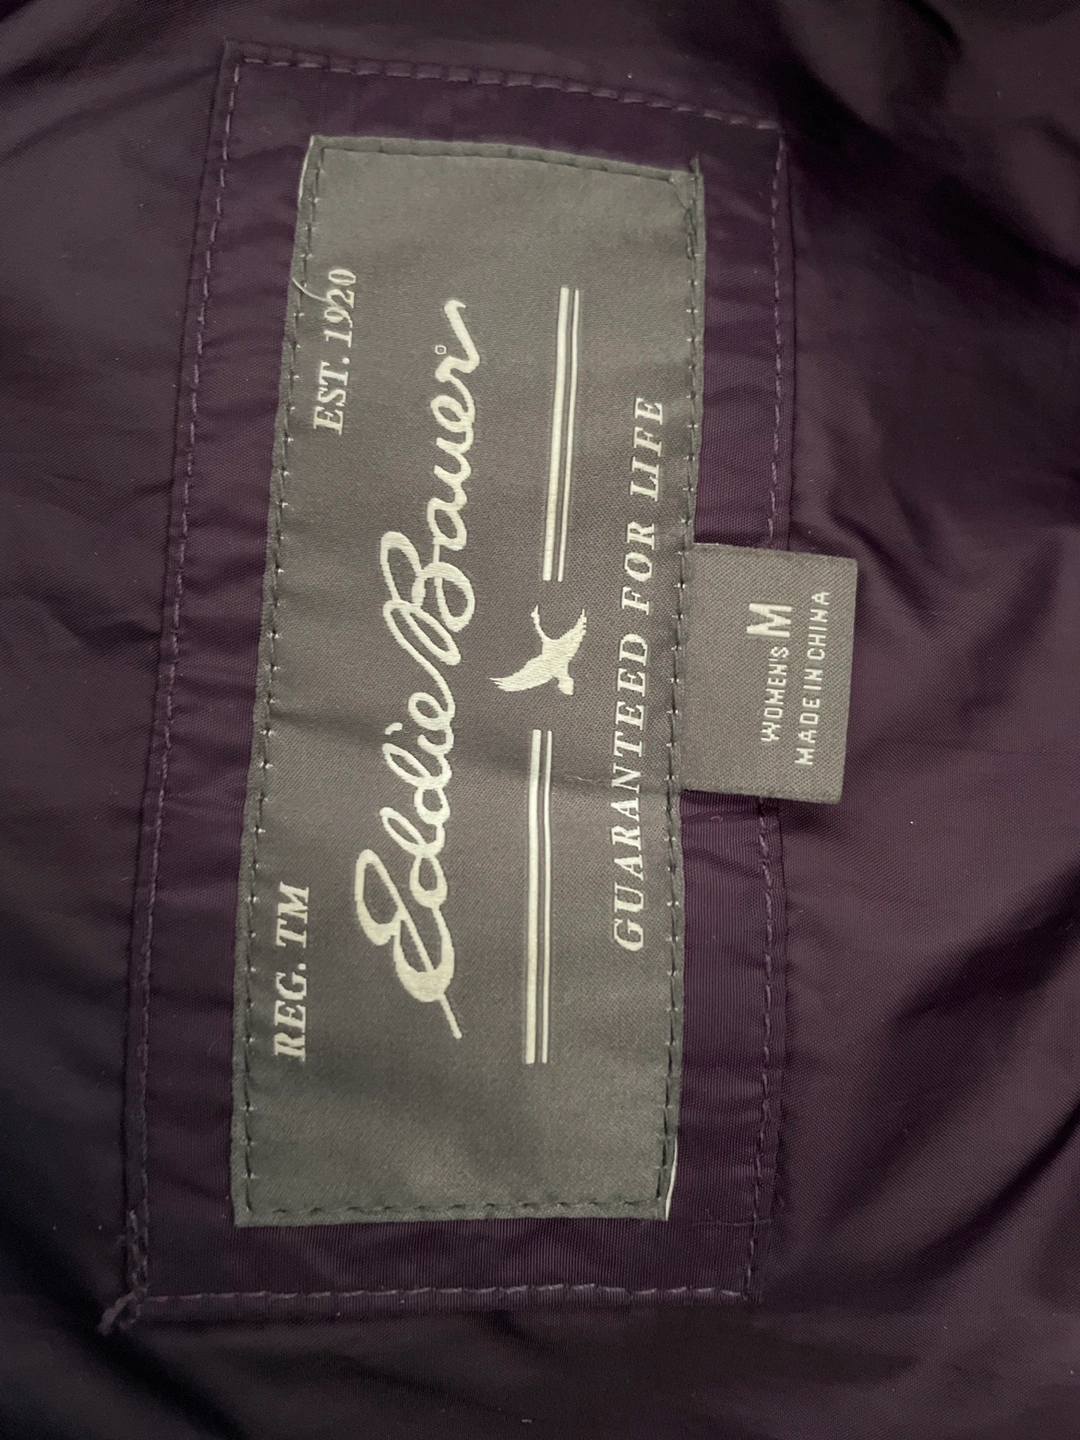 REG. TM EST. 1920
Eddie Bauer
GUARANTEED FOR LIFE
WOMEN'S M
MADE IN CHINA